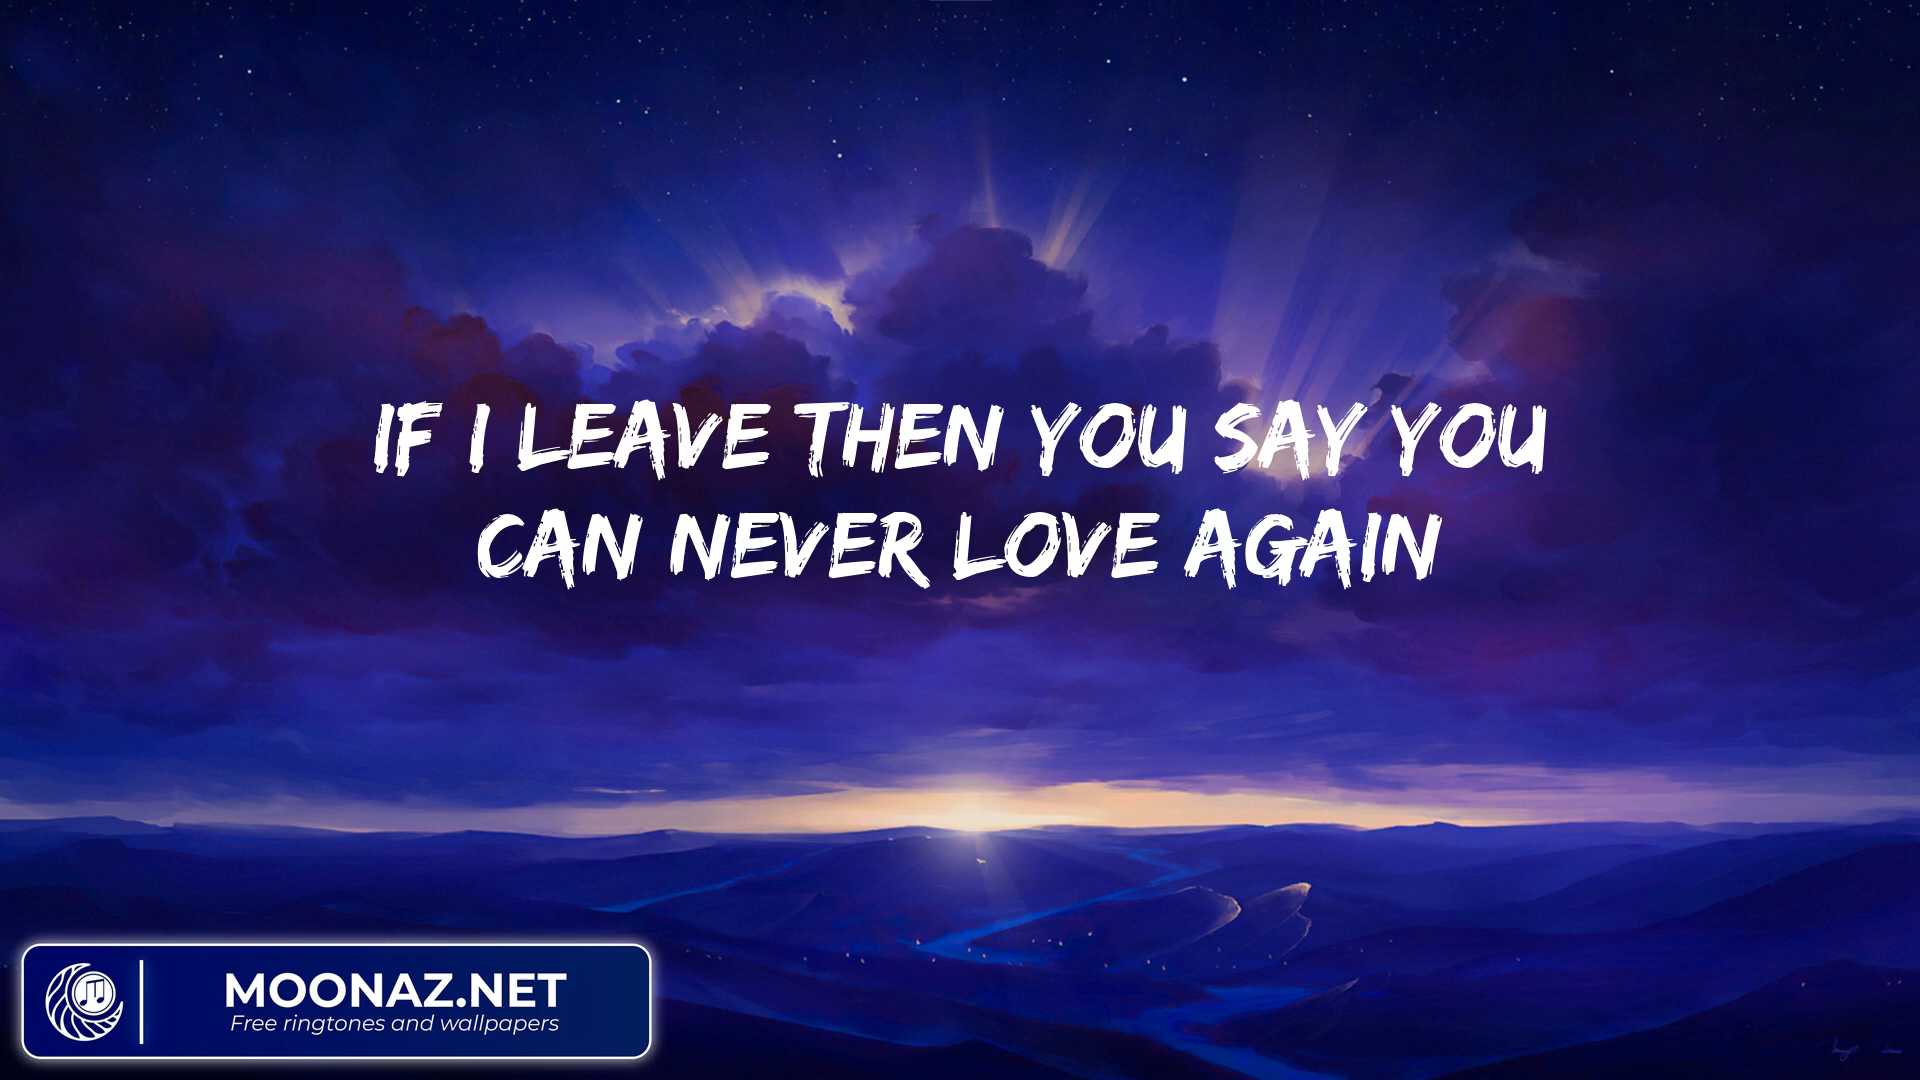 IF I LEAVE THEN YOU SAY YOU
CAN NEVER LOVE AGAIN
MOONAZ.NET
Free ringtones and wallpapers